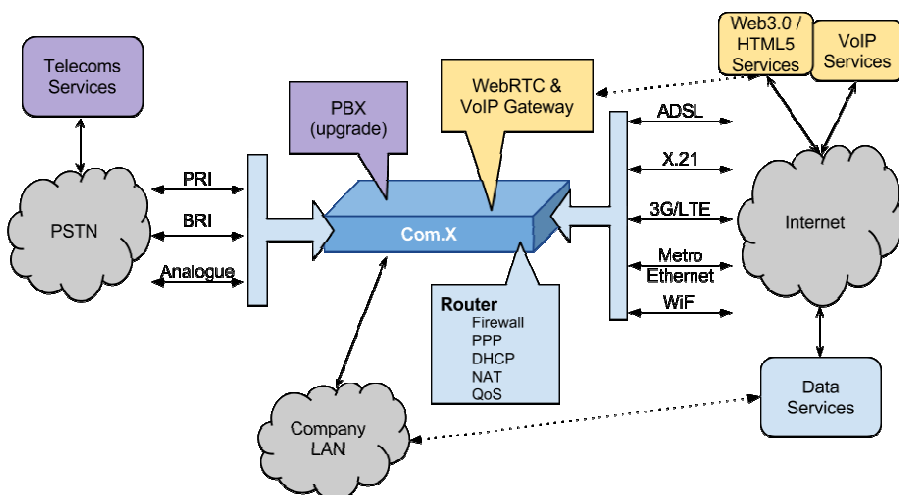 Telecoms
Services
PSTN
PRI
BRI
Analogue
PBX
(upgrade)
WebRTC &
VoIP Gateway
Com.X
Router
Firewall
PPP
DHCP
NAT
QoS
Company
LAN
ADSL
X.21
3G/LTE
Metro
Ethernet
WiF
Web3.0 /
HTML5
Services
VoIP
Services
Internet
Data
Services